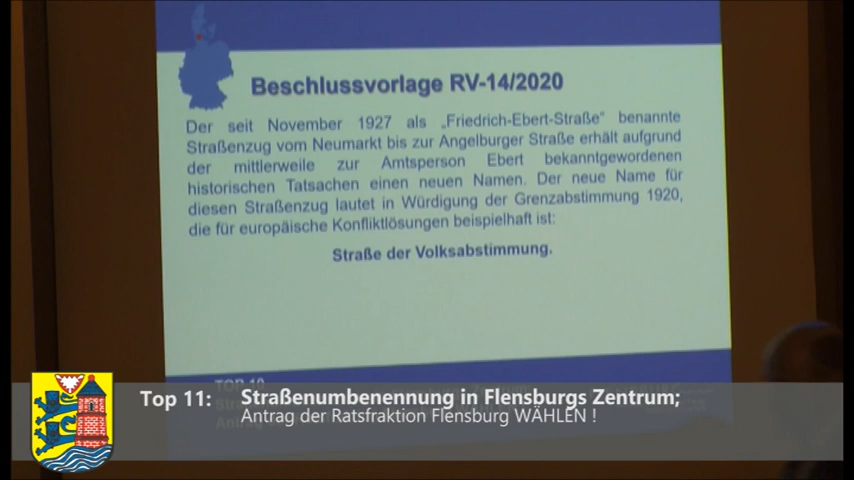 Beschlussvorlage RV-14/2020
Der seit November 1927 als „Friedrich-Ebert-Straße“ benannte
Straßenzug vom Neumarkt bis zur Angelburger Straße erhält aufgrund
der mittlerweile zur Amtsperson Ebert bekanntgewordenen
historischen Tatsachen einen neuen Namen. Der neue Name für
diesen Straßenzug lautet in Würdigung der Grenzabstimmung 1920,
die für europäische Konfliktlösungen beispielhaft ist:
Straße der Volksabstimmung.
Top 11: Straßenumbenennung in Flensburgs Zentrum;
Antrag der Ratsfraktion Flensburg WÄHLEN !